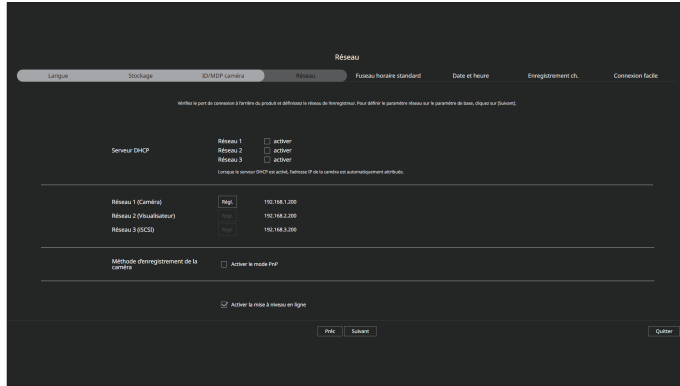 Réseau
Langue Stockage ID/MDP caméra Réseau Fuseau horaire standard Date et heure Enregistrement ch. Connexion facile
Vérifiez le port de connexion à l'arrière du produit et définissez le réseau de l'enregistreur. Pour définir le paramètre réseau sur le paramètre de base, cliquez sur [Suivant].
Serveur DHCP
Réseau 1 activer
Réseau 2 activer
Réseau 3 activer
Lorsque le serveur DHCP est activé, l'adresse IP de la caméra est automatiquement attribuée.
Réseau 1 (Caméra) Régl. 192.168.1.200
Réseau 2 (Visualisateur) Régl. 192.168.2.200
Réseau 3 (iSCSI) Régl. 192.168.3.200
Méthode d'enregistrement de la
caméra
Activer le mode PnP
Activer la mise à niveau en ligne
Préc Suivant Quitter